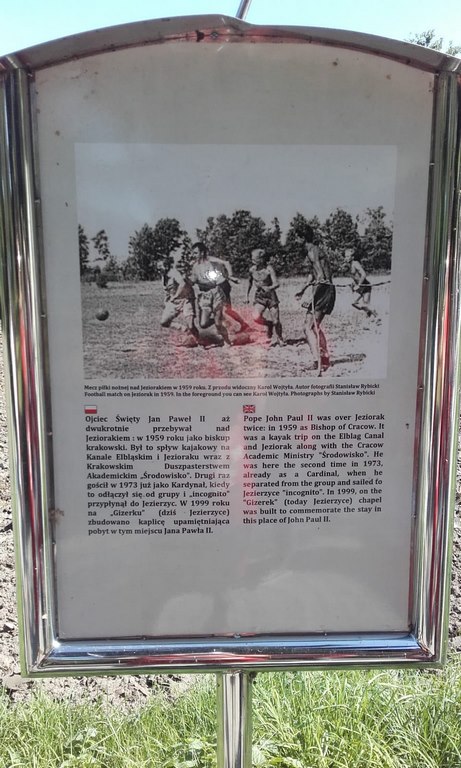 Mecz piłki nożnej nad Jeziorakiem w 1959 roku. Z przodu widoczny Karol Wojtyła. Autor fotografii Stanisław Rybicki
Football match on Jeziorak in 1959. In the foreground you can see Karol Wojtyła. Photographs by Stanisław Rybicki
Ojciec Święty Jan Paweł II aż
dwukrotnie przebywał nad
Jeziorakiem : w 1959 roku jako biskup
krakowski. Był to spływ kajakowy na
Kanale Elbląskim i Jezioraku wraz z
Krakowskim Duszpasterstwem
Akademickim „Środowisko". Drugi raz
gościł w 1973 już jako Kardynał, kiedy
to odłączył się od grupy i „incognito"
przypłynął do Jezierzyc. W 1999 roku
na „Gizerku" (dziś Jezierzyce)
zbudowano kaplicę upamiętniająca
pobyt w tym miejscu Jana Pawła II.
Pope John Paul II was over Jeziorak
twice: in 1959 as Bishop of Cracow. It
was a kayak trip on the Elblag Canal
and Jeziorak along with the Cracow
Academic Ministry "Środowisko". He
was here the second time in 1973,
already as a Cardinal, when he
separated from the group and sailed fo
Jezierzyce "incognito". In 1999, on the
"Gizerek" (today Jezierzyce) chapel
was built to commemorate the stay in
this place of John Paul II.